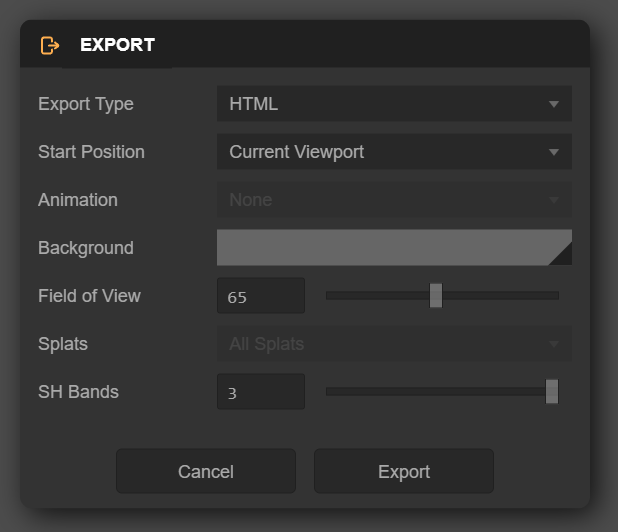 EXPORT
Export Type HTML
Start Position Current Viewport
Animation None
Background
Field of View 65
Splats All Splats
SH Bands 3
Cancel Export